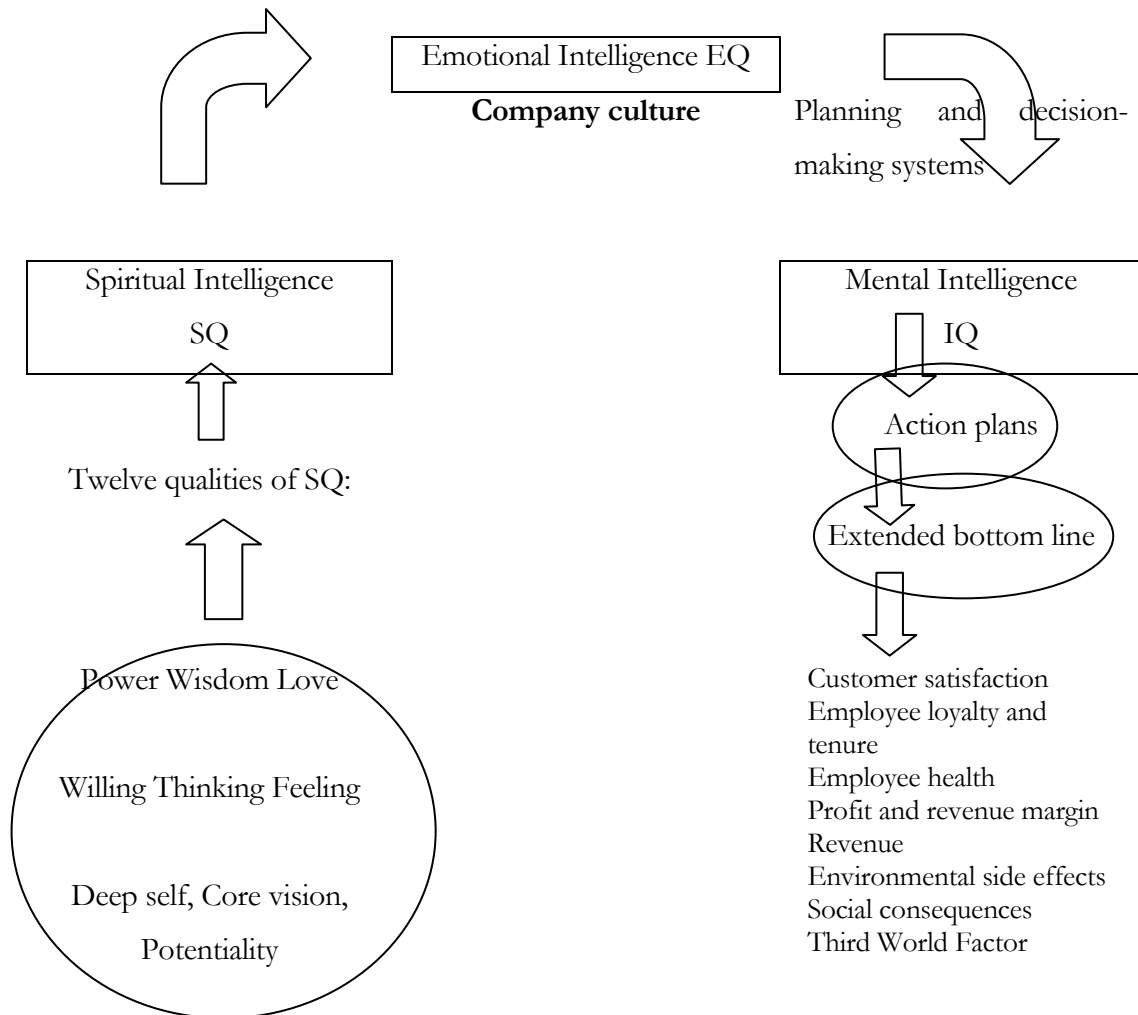 Emotional Intelligence EQ
Company culture
Planning and decision-
making systems
Spiritual Intelligence
SQ
Mental Intelligence
IQ
Action plans
Twelve qualities of SQ:
Extended bottom line
Power Wisdom Love
Willing Thinking Feeling
Deep self, Core vision,
Potentiality
Customer satisfaction
Employee loyalty and
tenure
Employee health
Profit and revenue margin
Revenue
Environmental side effects
Social consequences
Third World Factor